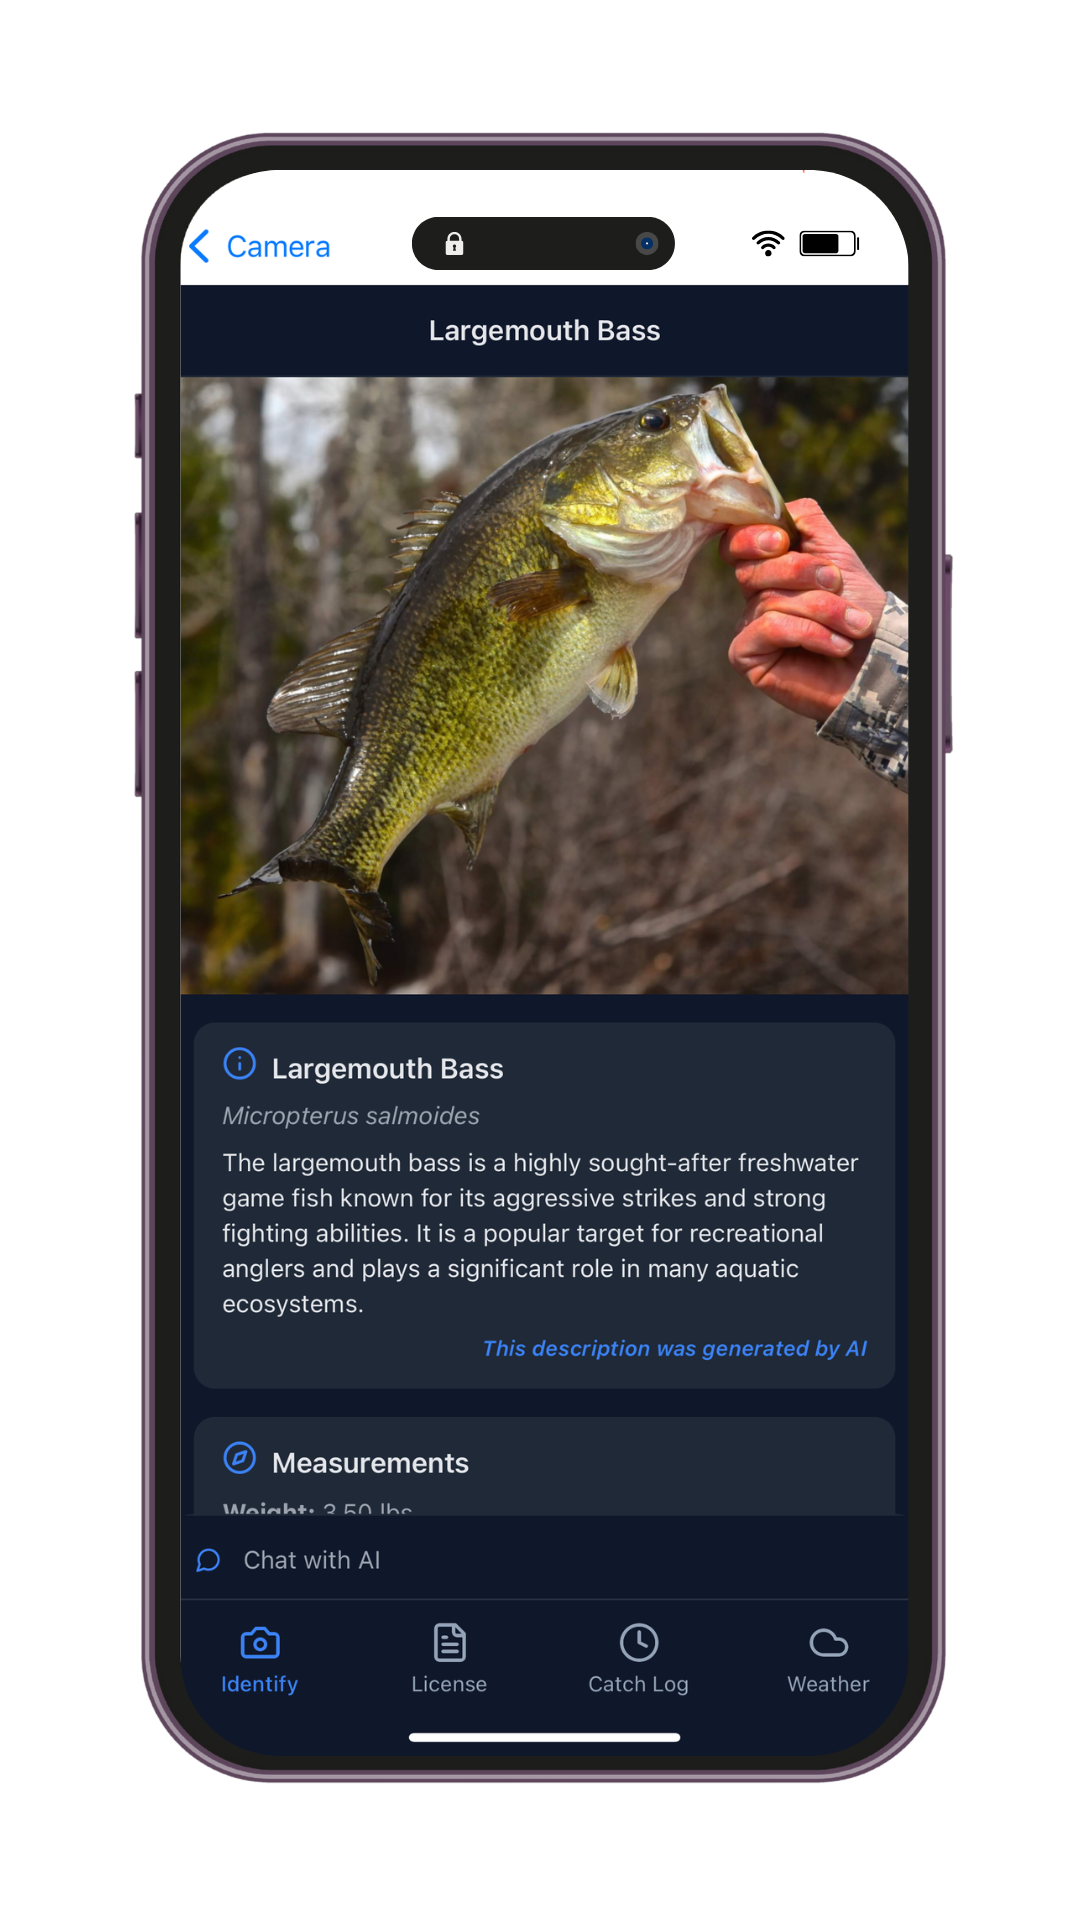 Camera
Largemouth Bass
Largemouth Bass
Micropterus salmoides
The largemouth bass is a highly sought-after freshwater
game fish known for its aggressive strikes and strong
fighting abilities. It is a popular target for recreational
anglers and plays a significant role in many aquatic
ecosystems.
This description was generated by AI
Measurements
Weight: 3.50 lbs
Chat with AI
Identify
License
Catch Log
Weather